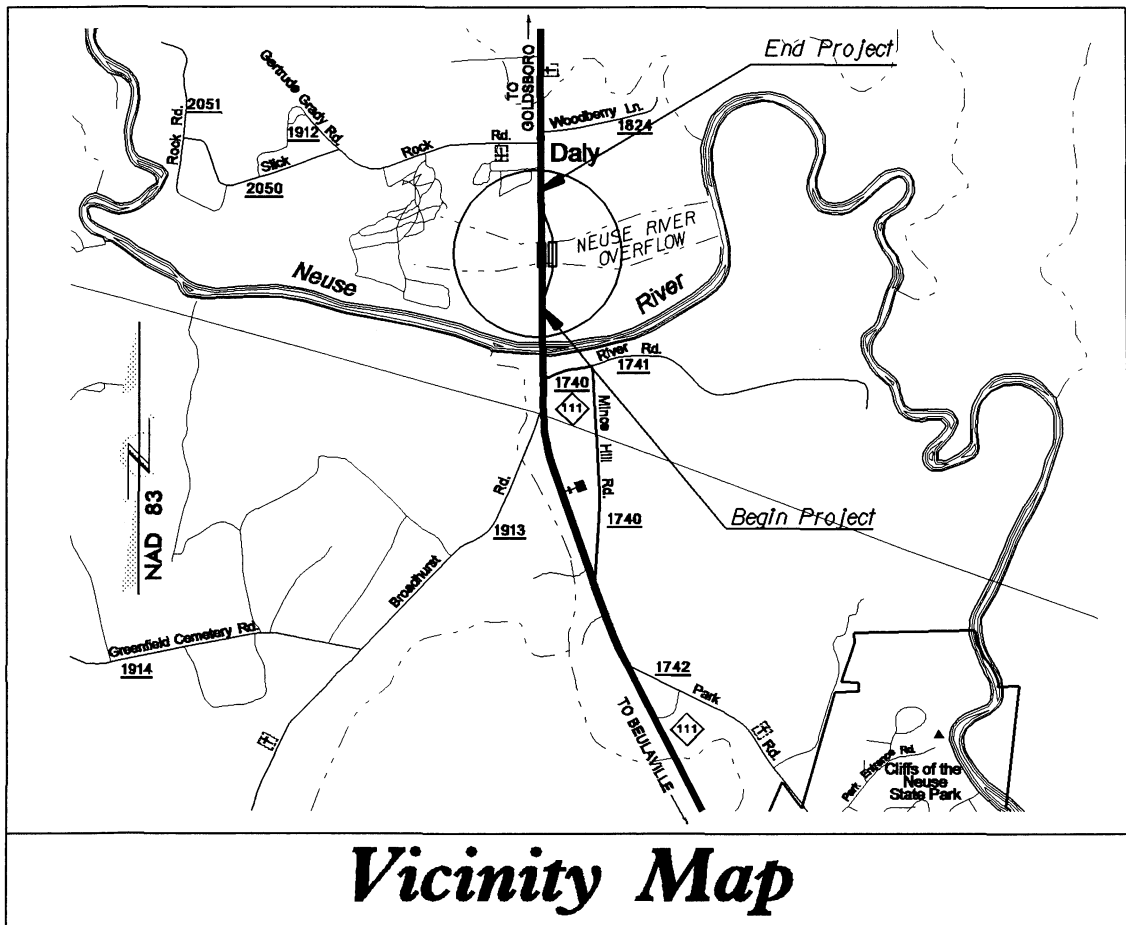 TO
GOLDSBORO
End Project
Gertrude Grady Rd.
2051
Rock Rd.
1912
Slick
Rock
Rd.
2050
Woodberry Ln.
1824
Daly
NEUSE RIVER
OVERFLOW
Neuse
River
River Rd.
1741
1740
111
Mince Hill Rd.
1740
NAD 83
Rd.
1913
Broadhurst
Begin Project
Greenfield Cemetery Rd.
1914
1742
Park
Rd.
111
TO BEULAVILLE
Park Entrance Rd.
Cliffs of the
Neuse
State Park
Vicinity Map